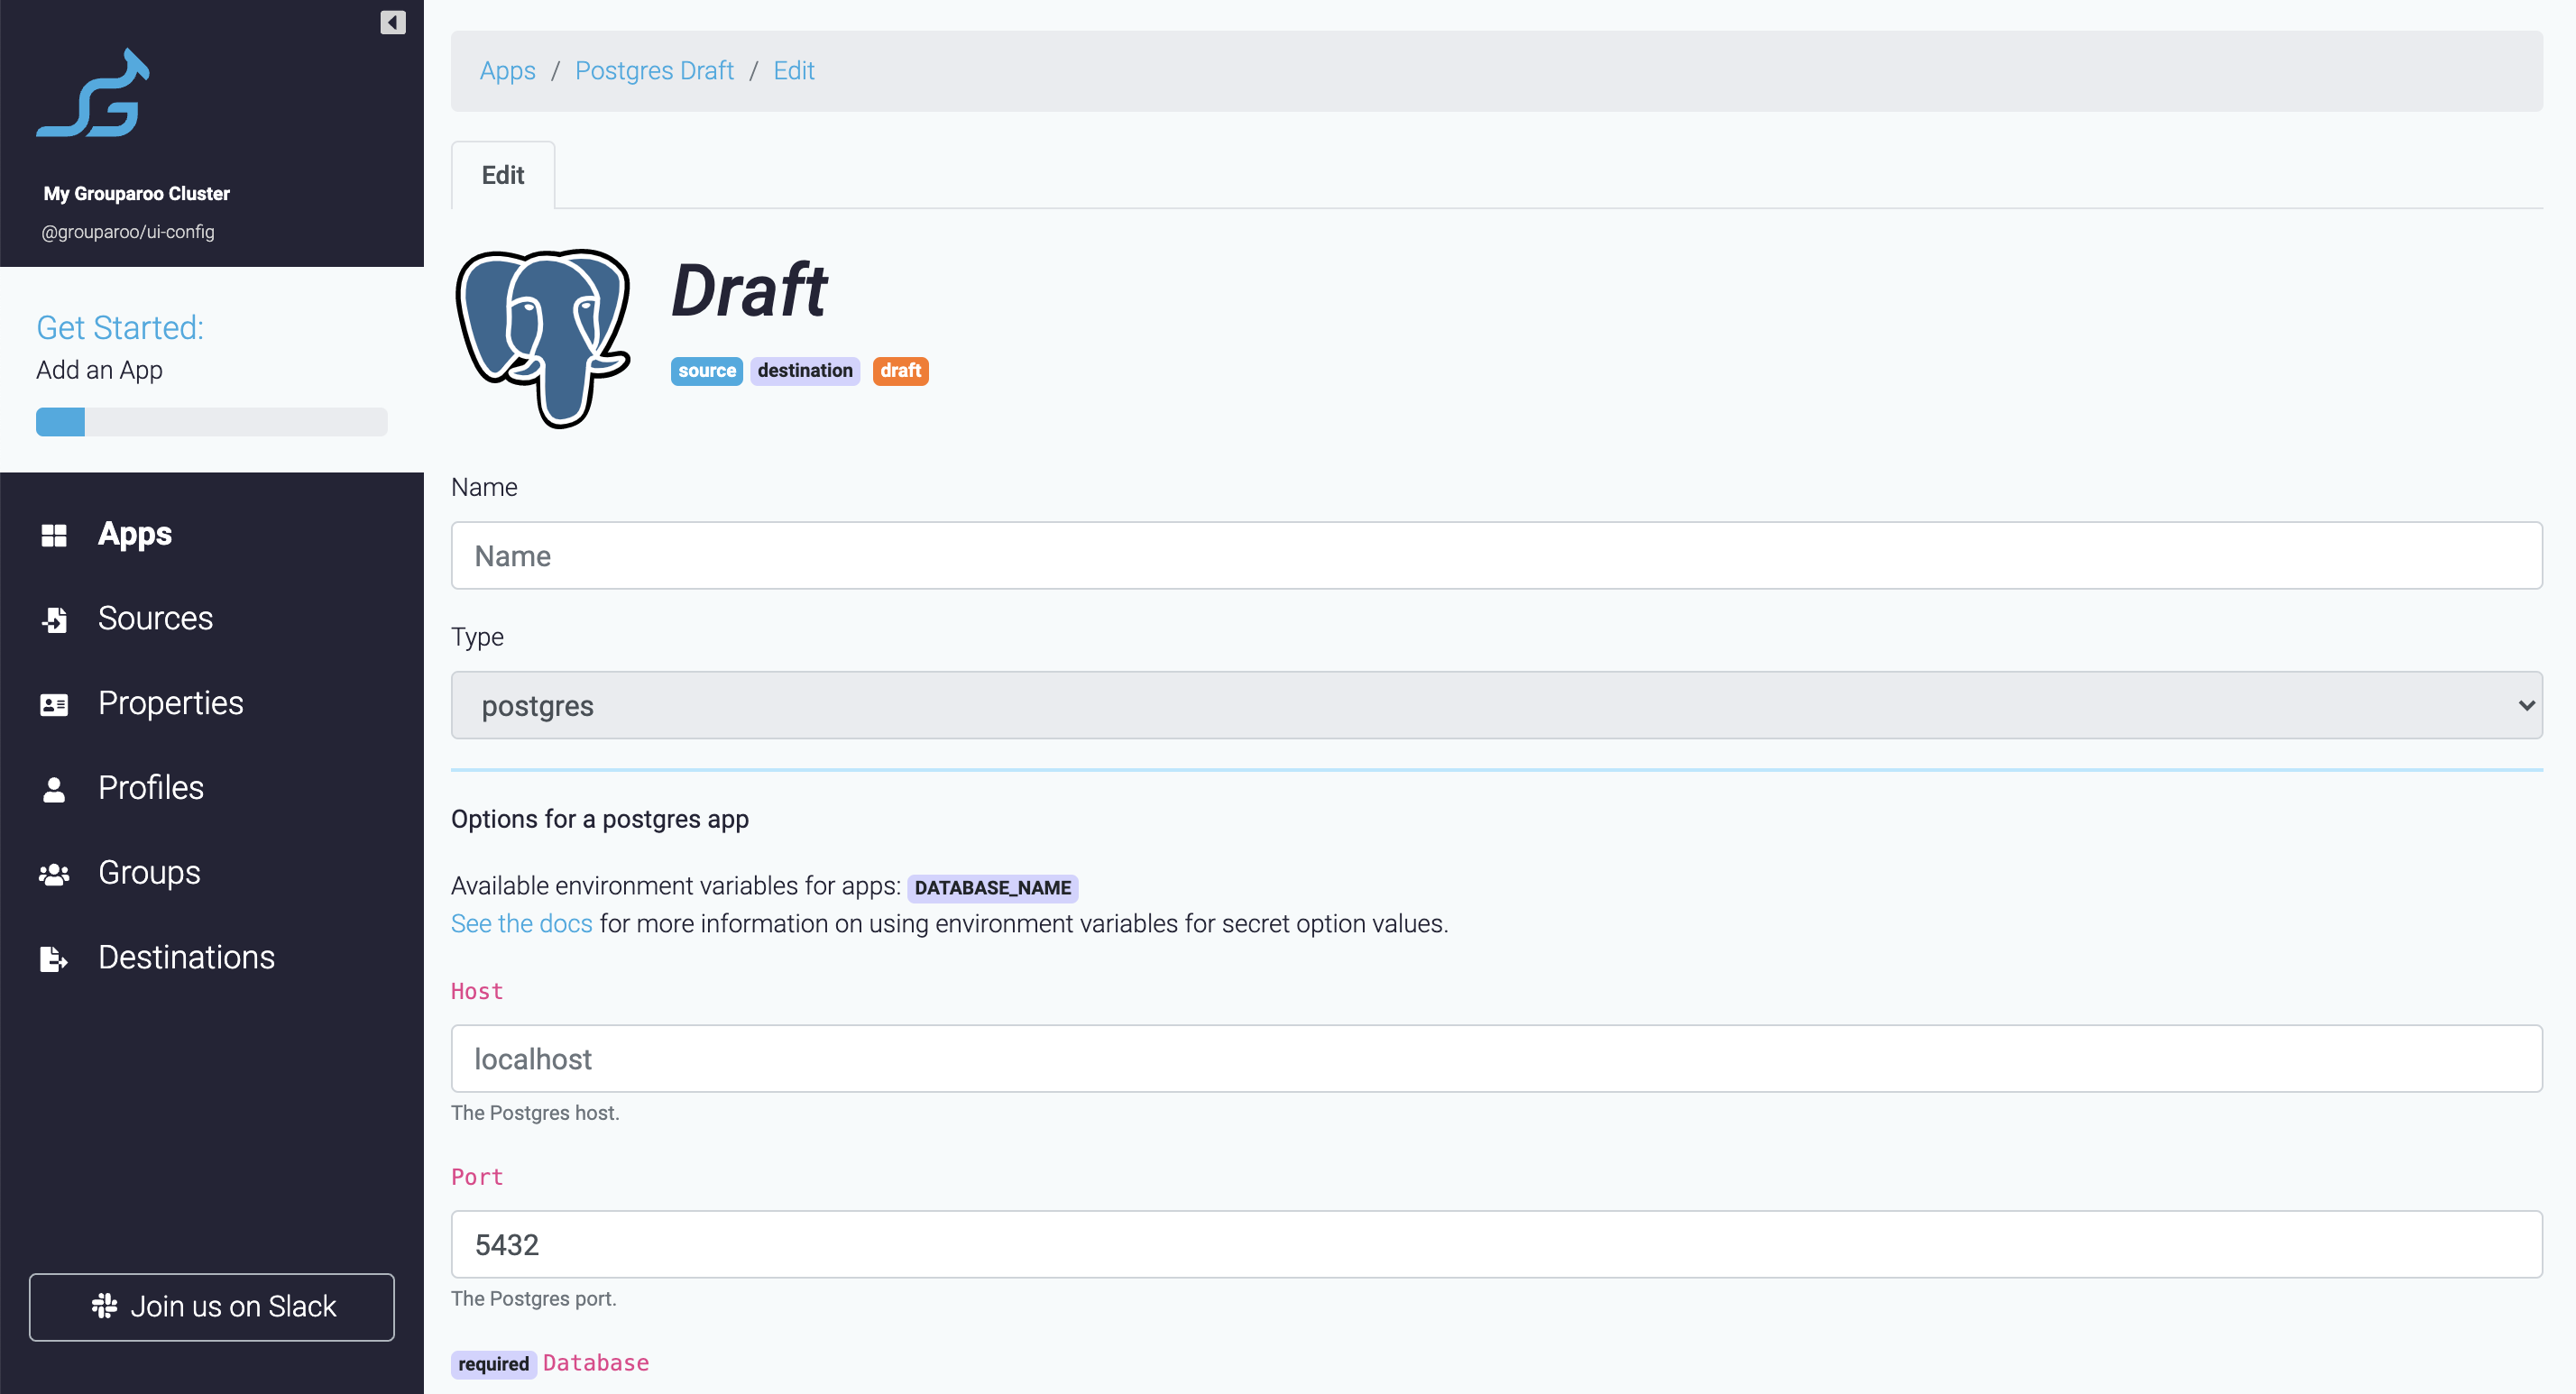 My Grouparoo Cluster
@grouparoo/ui-config
Get Started:
Add an App
Apps
Sources
Properties
Profiles
Groups
Destinations
Join us on Slack
Apps / Postgres Draft / Edit
Edit
Draft
source destination draft
Name
Name
Type
postgres
Options for a postgres app
Available environment variables for apps: DATABASE_NAME
See the docs for more information on using environment variables for secret option values.
Host
localhost
The Postgres host.
Port
5432
The Postgres port.
required Database